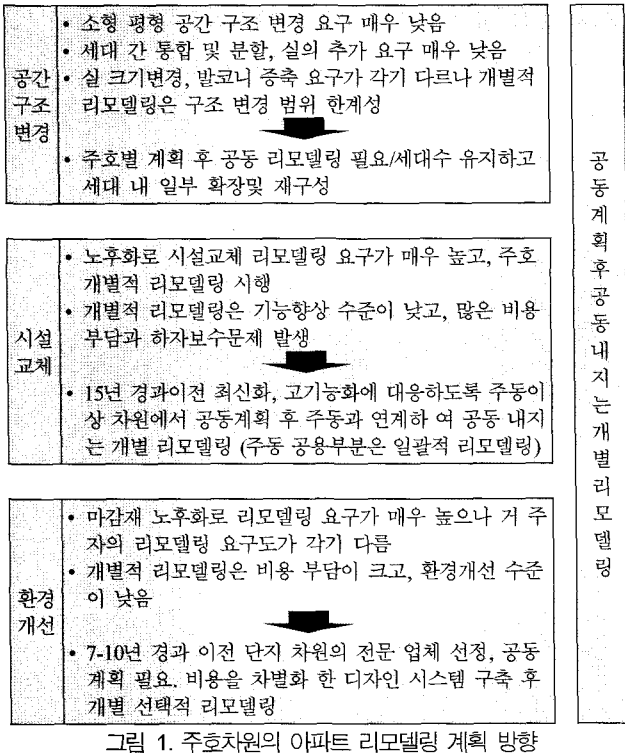 공간
구조
변경
• 소형 평형 공간 구조 변경 요구 매우 낮음
• 세대 간 통합 및 분할, 실의 추가 요구 매우 낮음
• 실 크기변경, 발코니 증축 요구가 각기 다르나 개별적
리모델링은 구조 변경 범위 한계성
• 주호별 계획 후 공동 리모델링 필요/세대수 유지하고
세대 내 일부 확장및 재구성
시설
교체
• 노후화로 시설교체 리모델링 요구가 매우 높고, 주호
개별적 리모델링 시행
• 개별적 리모델링은 기능향상 수준이 낮고, 많은 비용
부담과 하자보수문제 발생
• 15년 경과이전 최신화, 고기능화에 대응하도록 주동이
상 차원에서 공동계획 후 주동과 연계하 여 공동 내지
는 개별 리모델링 (주동 공용부분은 일괄적 리모델링)
환경
개선
• 마감재 노후화로 리모델링 요구가 매우 높으나 거 주
자의 리모델링 요구도가 각기 다름
• 개별적 리모델링은 비용 부담이 크고, 환경개선 수준
이 낮음
• 7-10년 경과 이전 단지 차원의 전문 업체 선정, 공동
계획 필요. 비용을 차별화 한 디자인 시스템 구축 후
개별 선택적 리모델링
공동계획후공동내지는개별리모델링
그림 1. 주호차원의 아파트 리모델링 계획 방향